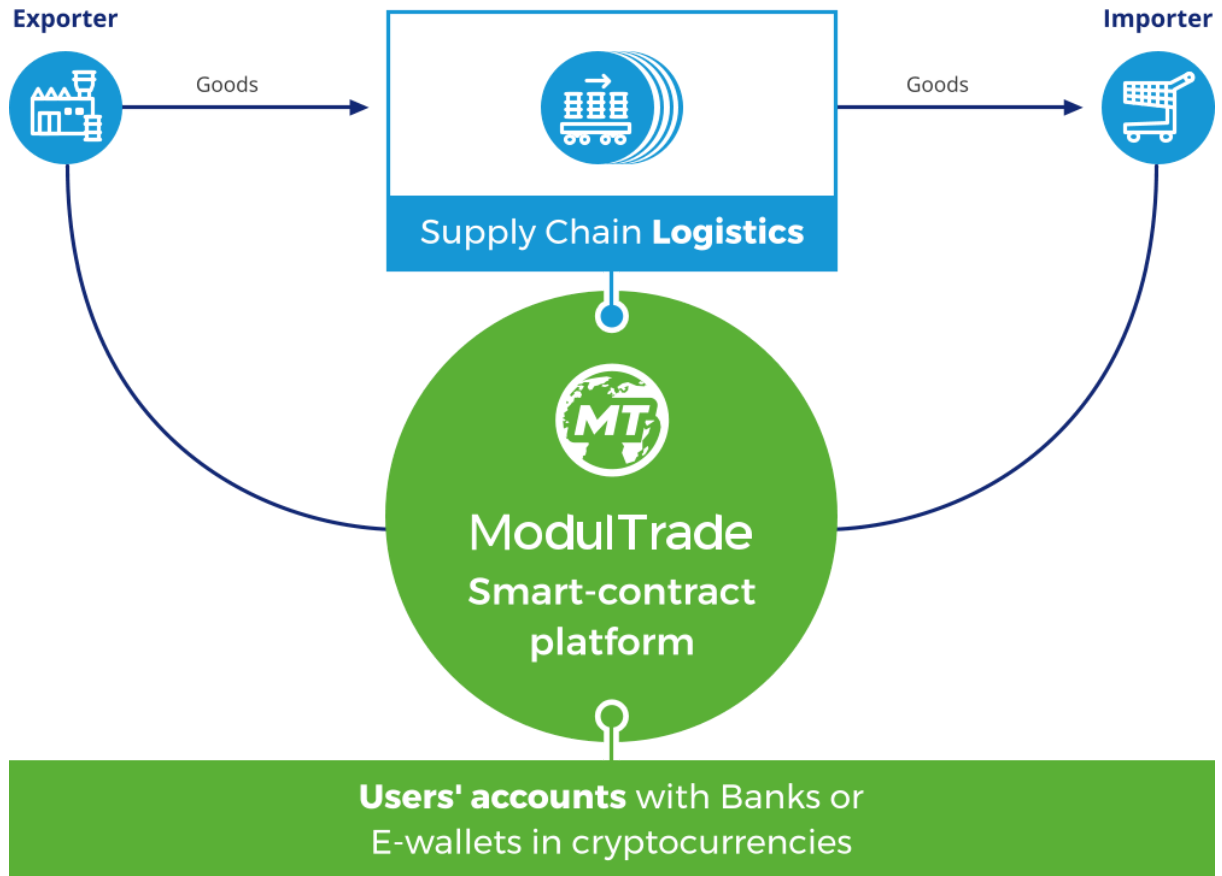 Exporter
Importer
Goods
Goods
Supply Chain Logistics
MT
ModulTrade
Smart-contract
platform
Users' accounts with Banks or
E-wallets in cryptocurrencies